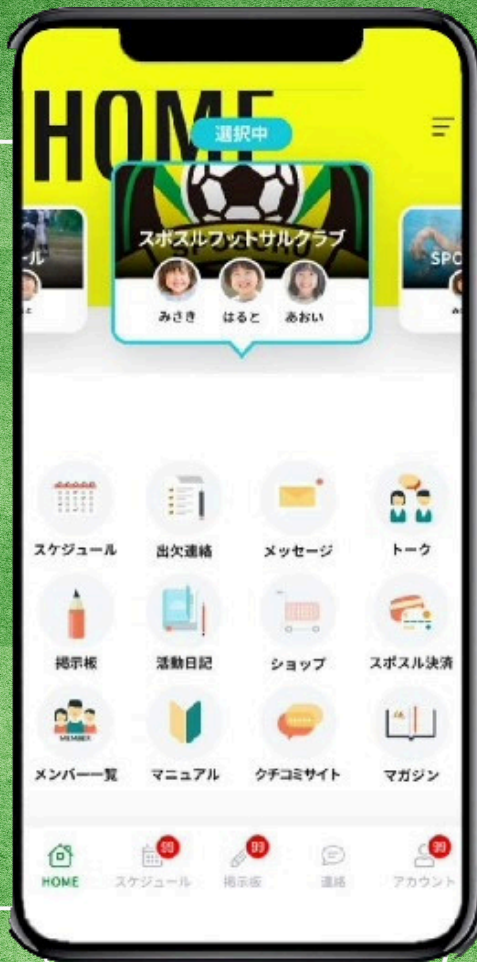 HOME
選択中
スポスルフットサルクラブ
みさき はると あおい
ール
SPO
スケジュール 出欠連絡 メッセージ トーク
掲示板 活動日記 ショップ スポスル決済
MEMBER
メンバー一覧 マニュアル クチコミサイト マガジン
99 99 99
HOME スケジュール 掲示板 連絡 アカウント